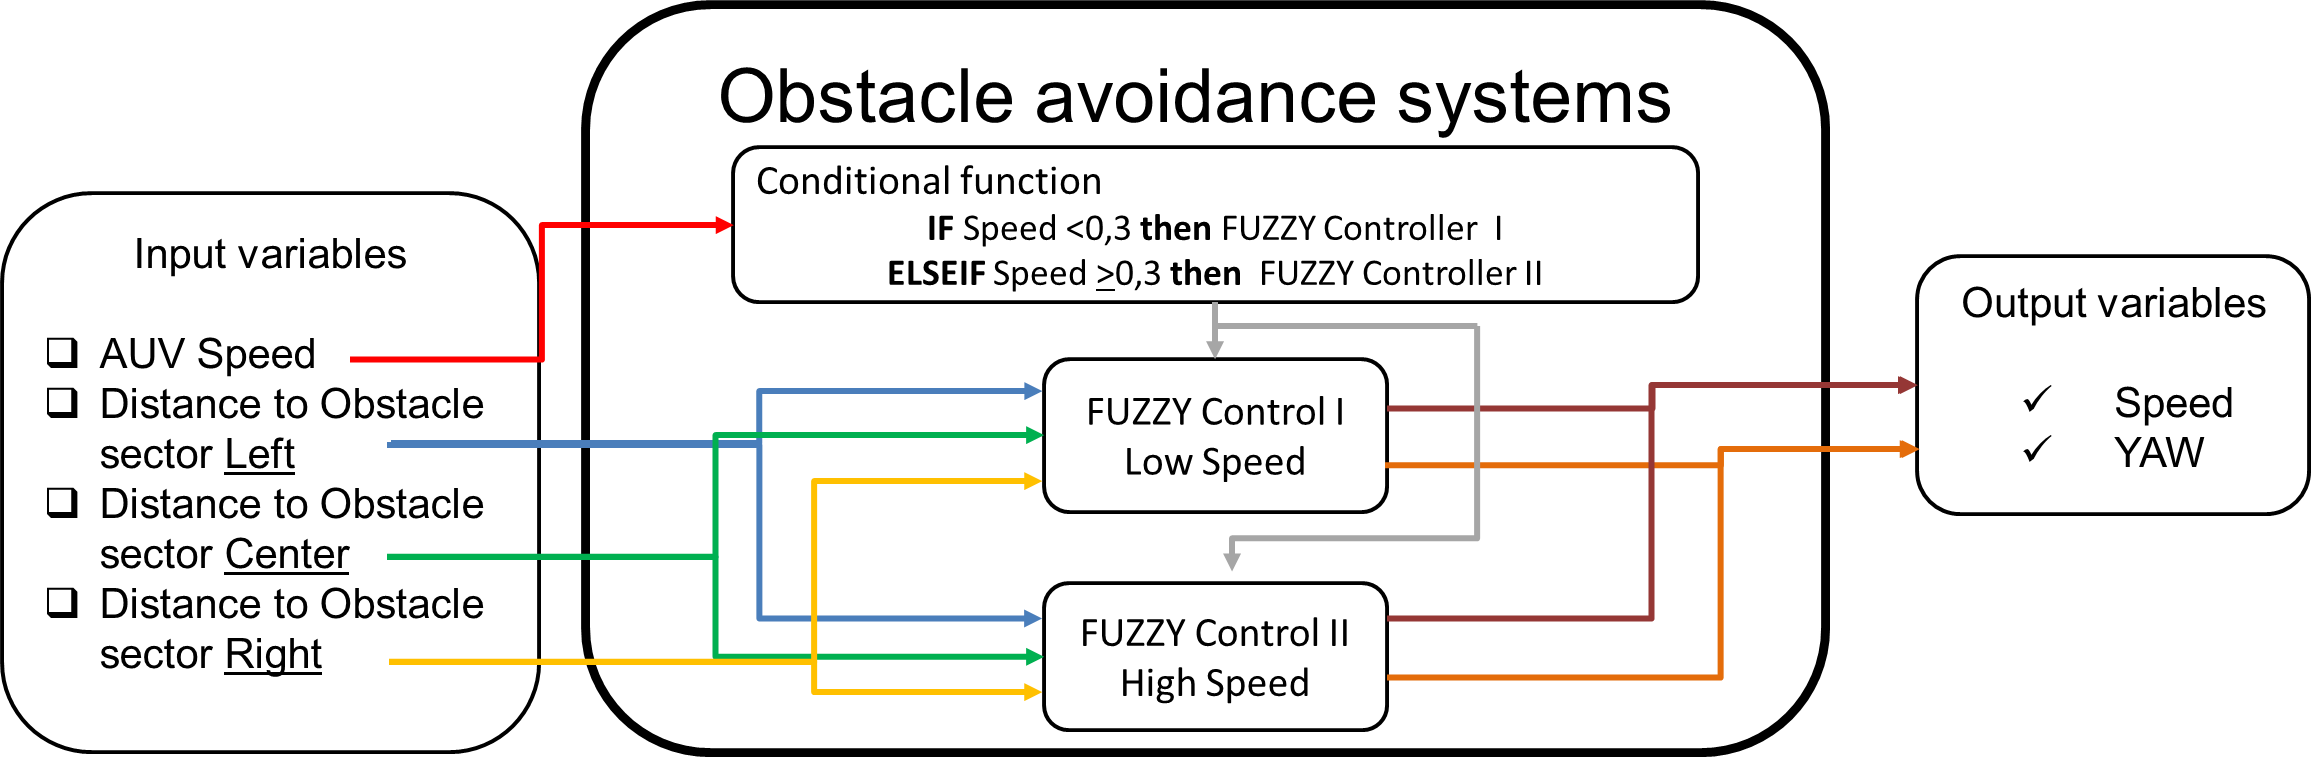 Obstacle avoidance systems
Conditional function
IF Speed <0,3 then FUZZY Controller I
ELSEIF Speed ≥0,3 then FUZZY Controller II
Input variables
AUV Speed
Distance to Obstacle
sector Left
Distance to Obstacle
sector Center
Distance to Obstacle
sector Right
FUZZY Control I
Low Speed
FUZZY Control II
High Speed
Output variables
Speed
YAW